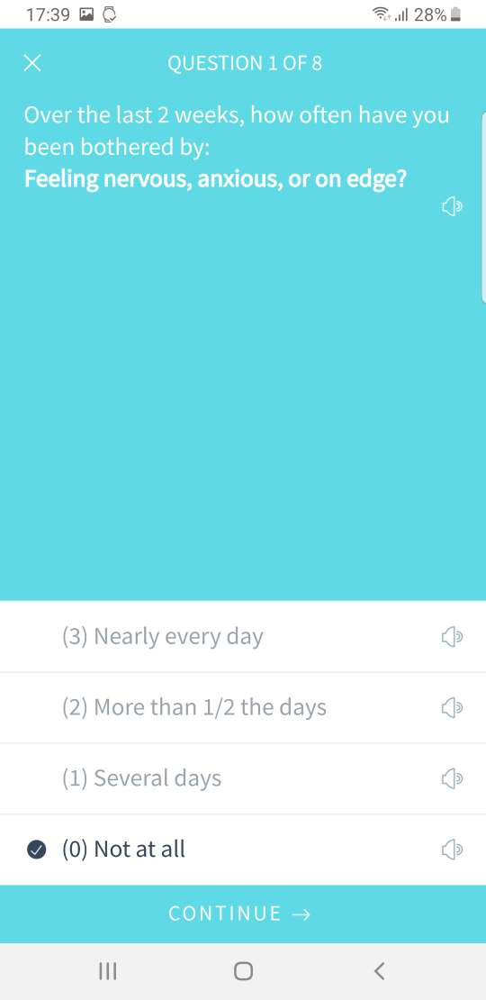 17:39 28%
QUESTION 1 OF 8
Over the last 2 weeks, how often have you
been bothered by:
Feeling nervous, anxious, or on edge?
(3) Nearly every day
(2) More than 1/2 the days
(1) Several days
(0) Not at all
CONTINUE →